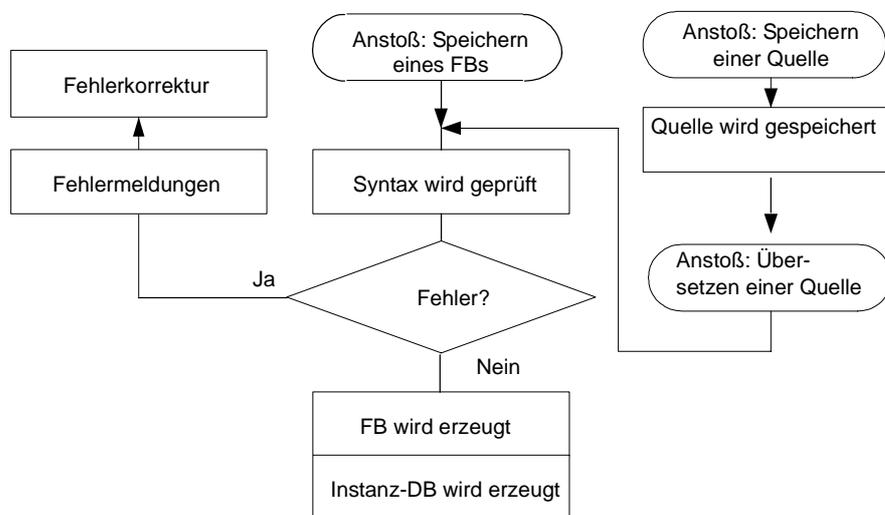 Anstoß: Speichern
eines FBs
Anstoß: Speichern
einer Quelle
Fehlerkorrektur
Quelle wird gespeichert
Fehlermeldungen
Syntax wird geprüft
Anstoß: Über-
setzen einer Quelle
Ja
Fehler?
Nein
FB wird erzeugt
Instanz-DB wird erzeugt